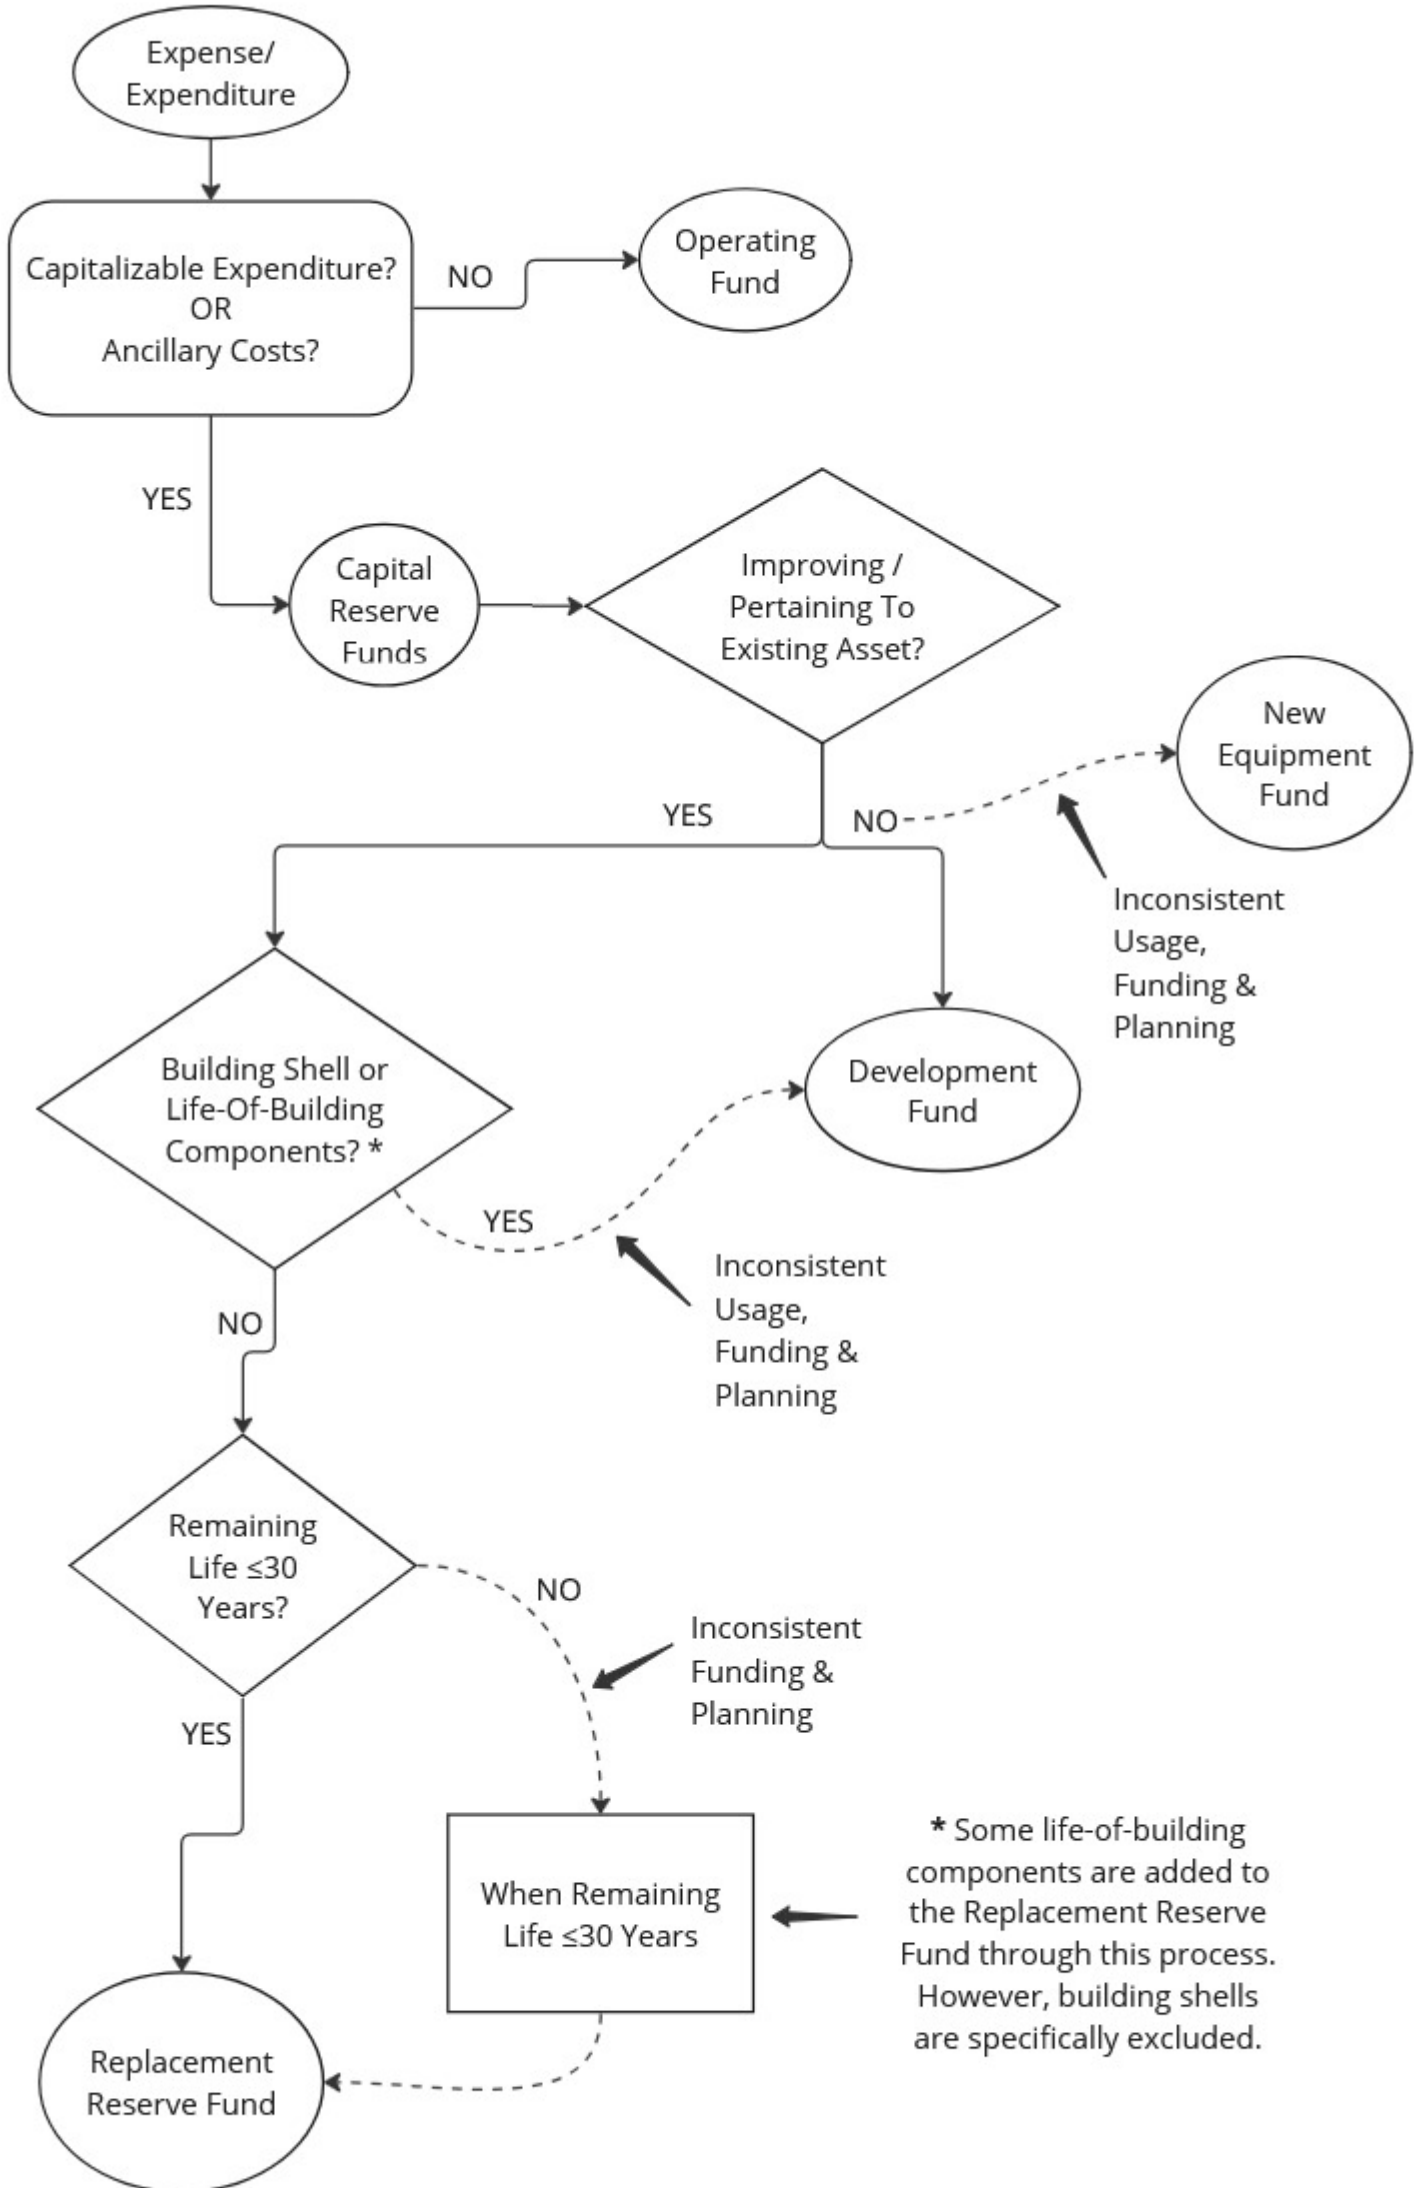 Expense/
Expenditure
Capitalizable Expenditure?
OR
Ancillary Costs?
NO
Operating
Fund
YES
Capital
Reserve
Funds
Improving /
Pertaining To
Existing Asset?
New
Equipment
Fund
YES
NO
Inconsistent
Usage,
Funding &
Planning
Building Shell or
Life-Of-Building
Components? *
Development
Fund
YES
Inconsistent
Usage,
Funding &
Planning
NO
Remaining
Life ≤30
Years?
NO
Inconsistent
Funding &
Planning
YES
When Remaining
Life ≤30 Years
* Some life-of-building
components are added to
the Replacement Reserve
Fund through this process.
However, building shells
are specifically excluded.
Replacement
Reserve Fund